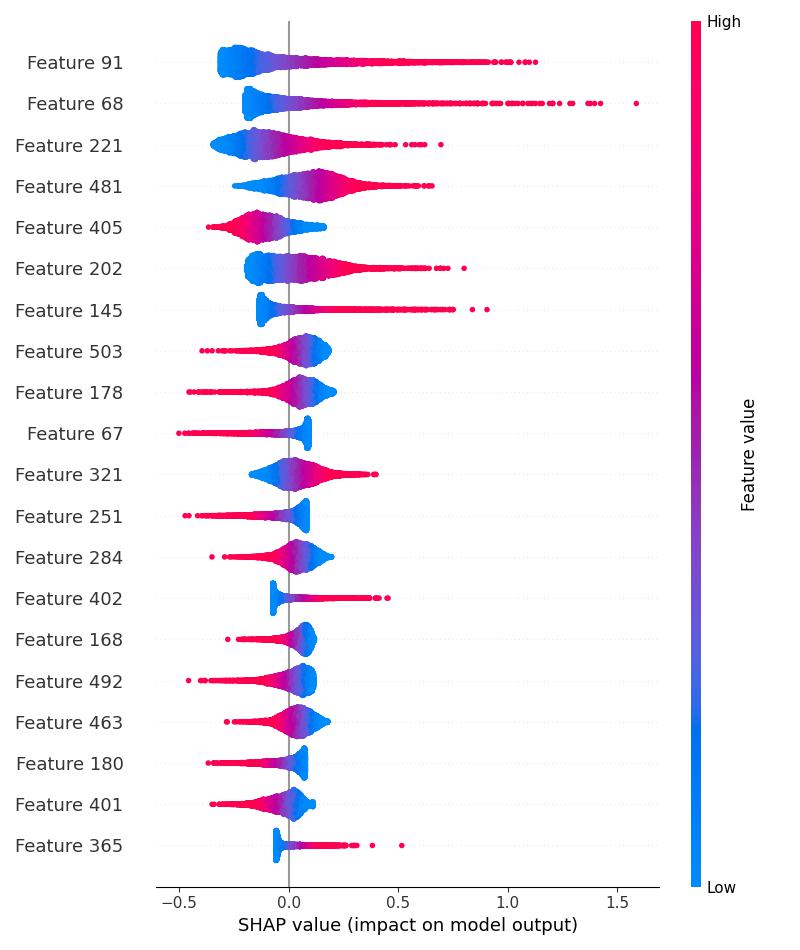 High
Feature 91
Feature 68
Feature 221
Feature 481
Feature 405
Feature 202
Feature 145
Feature 503
Feature 178
Feature 67
Feature 321
Feature 251
Feature 284
Feature 402
Feature 168
Feature 492
Feature 463
Feature 180
Feature 401
Feature 365
Feature value
Low
−0.5 0.0 0.5 1.0 1.5
SHAP value (impact on model output)